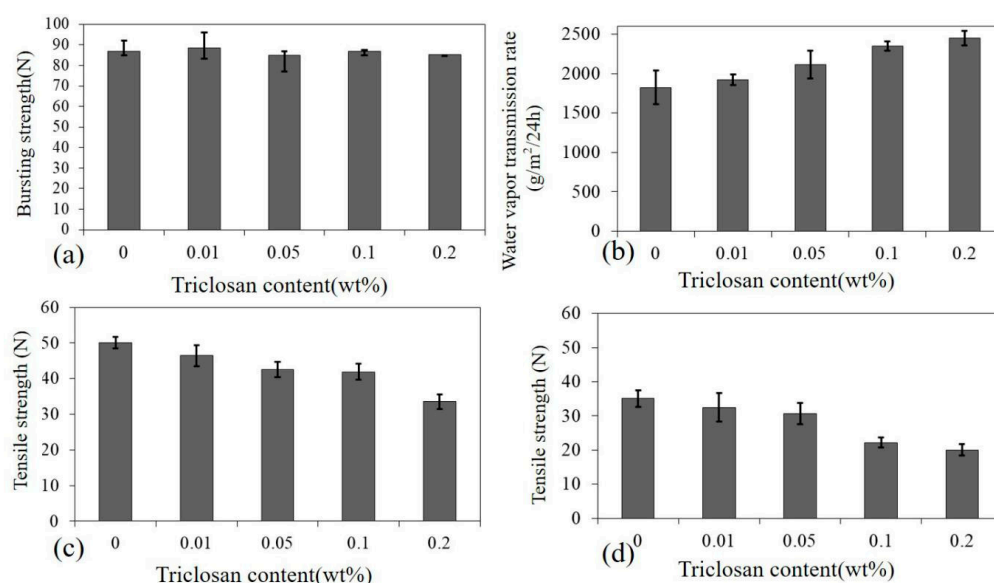 Bursting strength(N)
100
90
80
70
60
50
40
30
20
10
0
(a)
0 0.01 0.05 0.1 0.2
Triclosan content(wt%)
Water vapor transmission rate
(g/m²/24h)
2500
2000
1500
1000
500
0
(b)
0 0.01 0.05 0.1 0.2
Triclosan content(wt%)
Tensile strength (N)
60
50
40
30
20
10
0
(c)
0 0.01 0.05 0.1 0.2
Triclosan content(wt%)
Tensile strength (N)
60
50
40
30
20
10
0
(d)
0 0.01 0.05 0.1 0.2
Triclosan content(wt%)